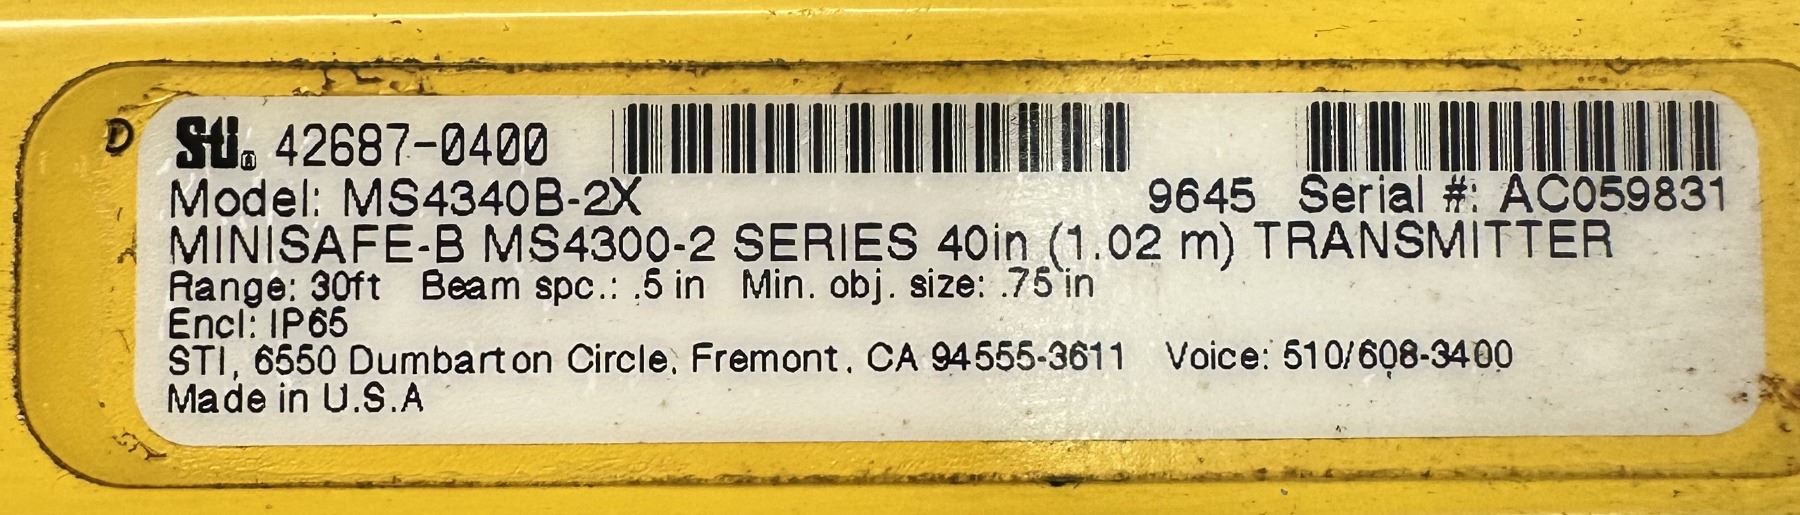 D
STI® 42687-0400
Model: MS4340B-2X 9645 Serial #: AC059831
MINISAFE-B MS4300-2 SERIES 40in (1.02 m) TRANSMITTER
Range: 30ft Beam spc.: .5 in Min. obj. size: .75 in
Encl: IP65
STI, 6550 Dumbarton Circle, Fremont, CA 94555-3611 Voice: 510/608-3400
Made in U.S.A